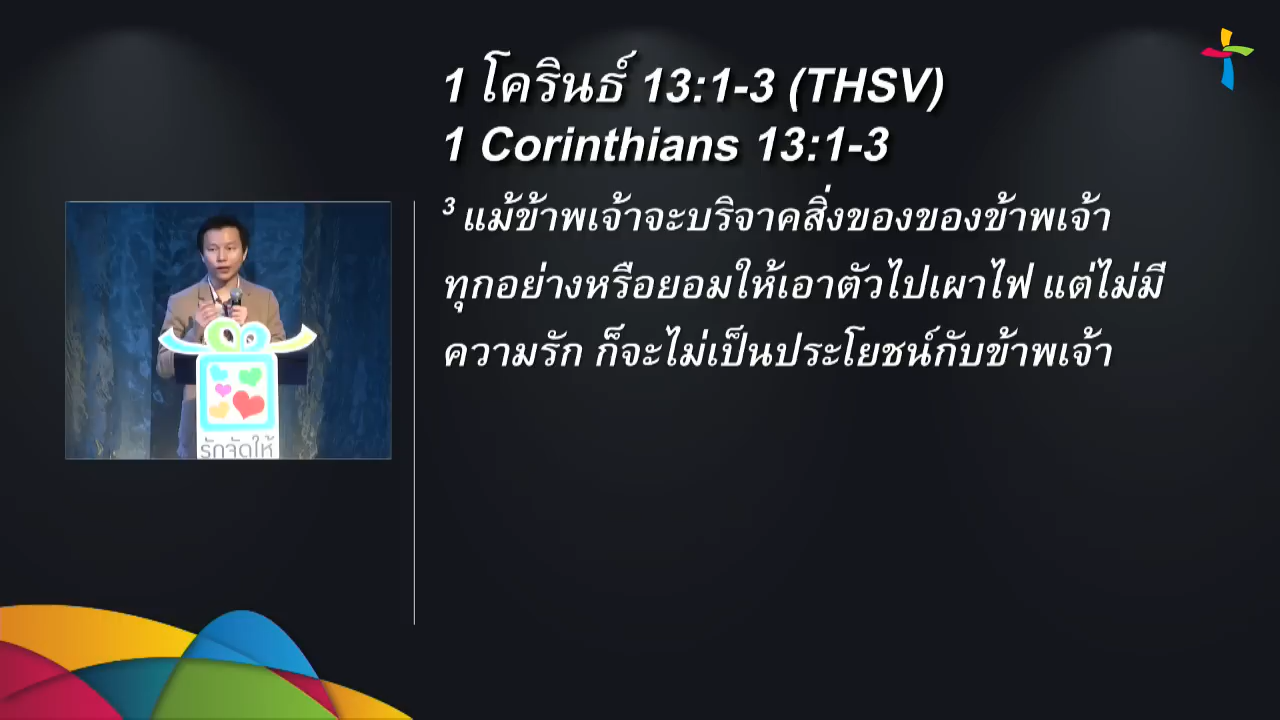 1 โครินธ์ 13:1-3 (THSV)
1 Corinthians 13:1-3
3 แม้ข้าพเจ้าจะบริจาคสิ่งของของข้าพเจ้า
ทุกอย่างหรือยอมให้เอาตัวไปเผาไฟ แต่ไม่มี
ความรัก ก็จะไม่เป็นประโยชน์กับข้าพเจ้า
รักจัดให้